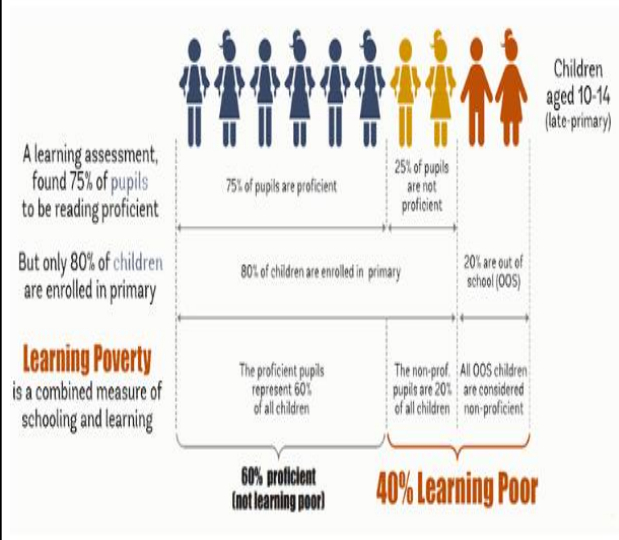 Children
aged 10-14
(late-primary)
A learning assessment,
found 75% of pupils
to be reading proficient
75% of pupils are proficient
25% of pupils
are not
proficient
But only 80% of children
are enrolled in primary
80% of children are enrolled in primary
20% are out of
school (OOS)
Learning Poverty
is a combined measure of
schooling and learning
The proficient pupils
represent 60%
of all children
The non-prof.
pupils are 20%
of all children
All OOS children
are considered
non-proficient
60% proficient
(not learning poor)
40% Learning Poor